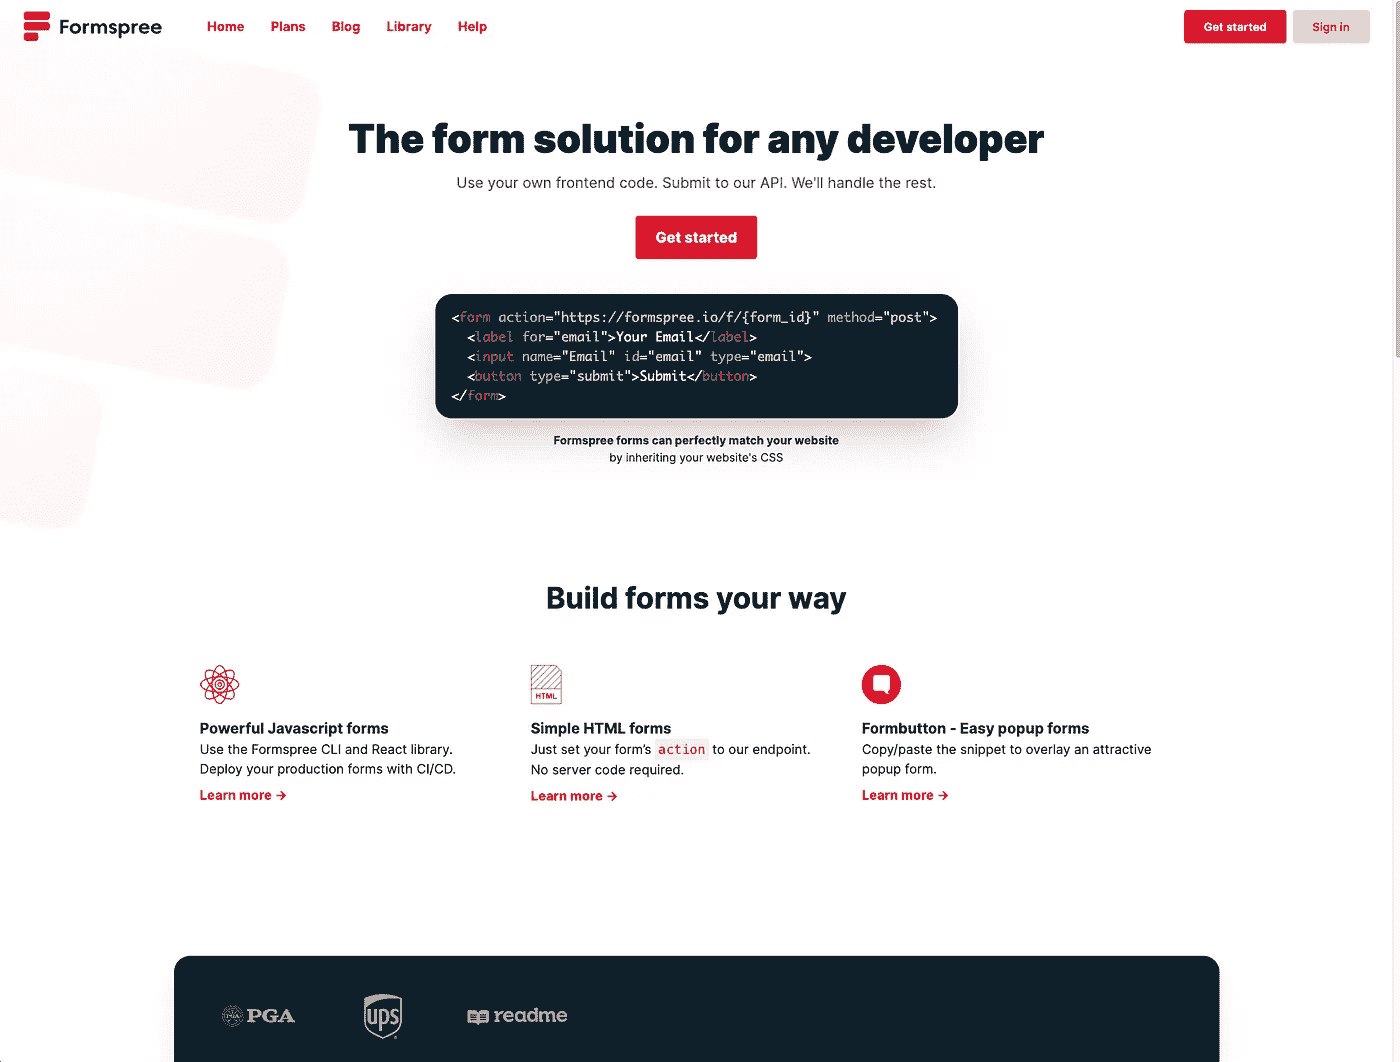 Formspree
Home Plans Blog Library Help
Get started Sign in
The form solution for any developer
Use your own frontend code. Submit to our API. We'll handle the rest.
Get started
<form action="https://formspree.io/f/{form_id}" method="post">
<label for="email">Your Email</label>
<input name="Email" id="email" type="email">
<button type="submit">Submit</button>
</form>
Formspree forms can perfectly match your website
by inheriting your website's CSS
Build forms your way
Powerful Javascript forms
Use the Formspree CLI and React library.
Deploy your production forms with CI/CD.
Learn more →
HTML
Simple HTML forms
Just set your form's action to our endpoint.
No server code required.
Learn more →
Formbutton - Easy popup forms
Copy/paste the snippet to overlay an attractive
popup form.
Learn more →
PGA
ups
readme